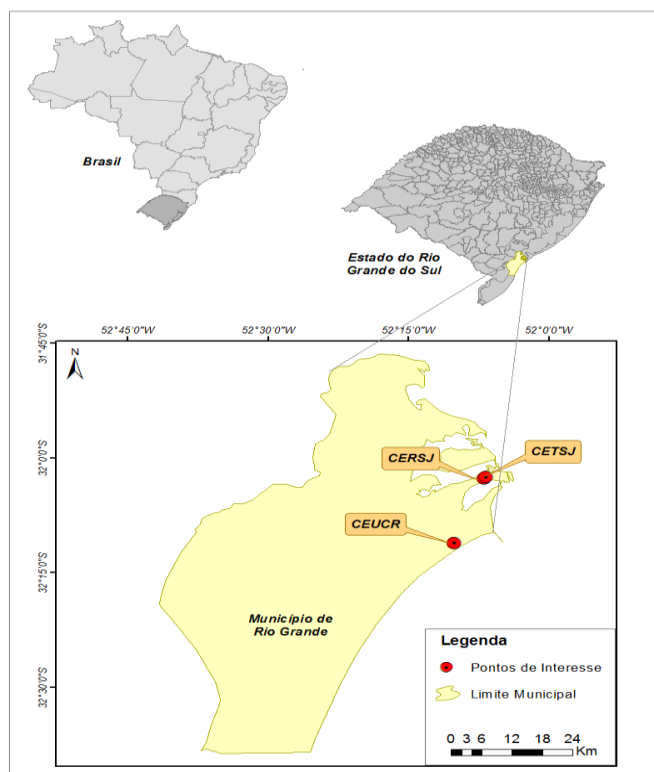 Brasil
Estado do Rio
Grande do Sul
52°45'0"W
52°30'0"W
52°15'0"W
52°0'0"W
31°45'0"S
N
32°0'0"S
CERSJ
CETSJ
CEUCR
32°15'0"S
Município de
Rio Grande
32°30'0"S
Legenda
Pontos de Interesse
Limite Municipal
0 3 6 12 18 24
Km